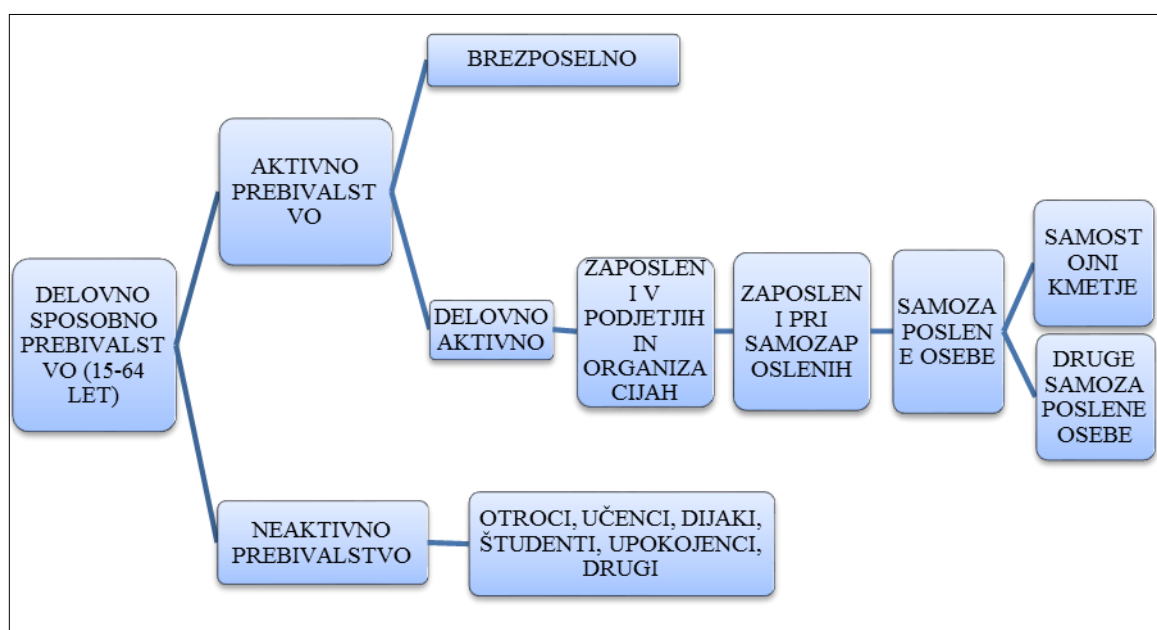 BREZPOSELNO
AKTIVNO
PREBIVALST
VO
DELOVNO
SPOSOBNO
PREBIVALST
VO (15-64
LET)
DELOVNO
AKTIVNO
ZAPOSLEN
I V
PODJETJIH
IN
ORGANIZA
CIJAH
ZAPOSLEN
I PRI
SAMOZAP
OSLENIH
SAMOZA
POSLEN
E OSEBE
SAMOST
OJNI
KMETJE
DRUGE
SAMOZA
POSLENE
OSEBE
NEAKTIVNO
PREBIVALSTVO
OTROCI, UČENCI, DIJAKI,
ŠTUDENTI, UPOKOJENCI,
DRUGI